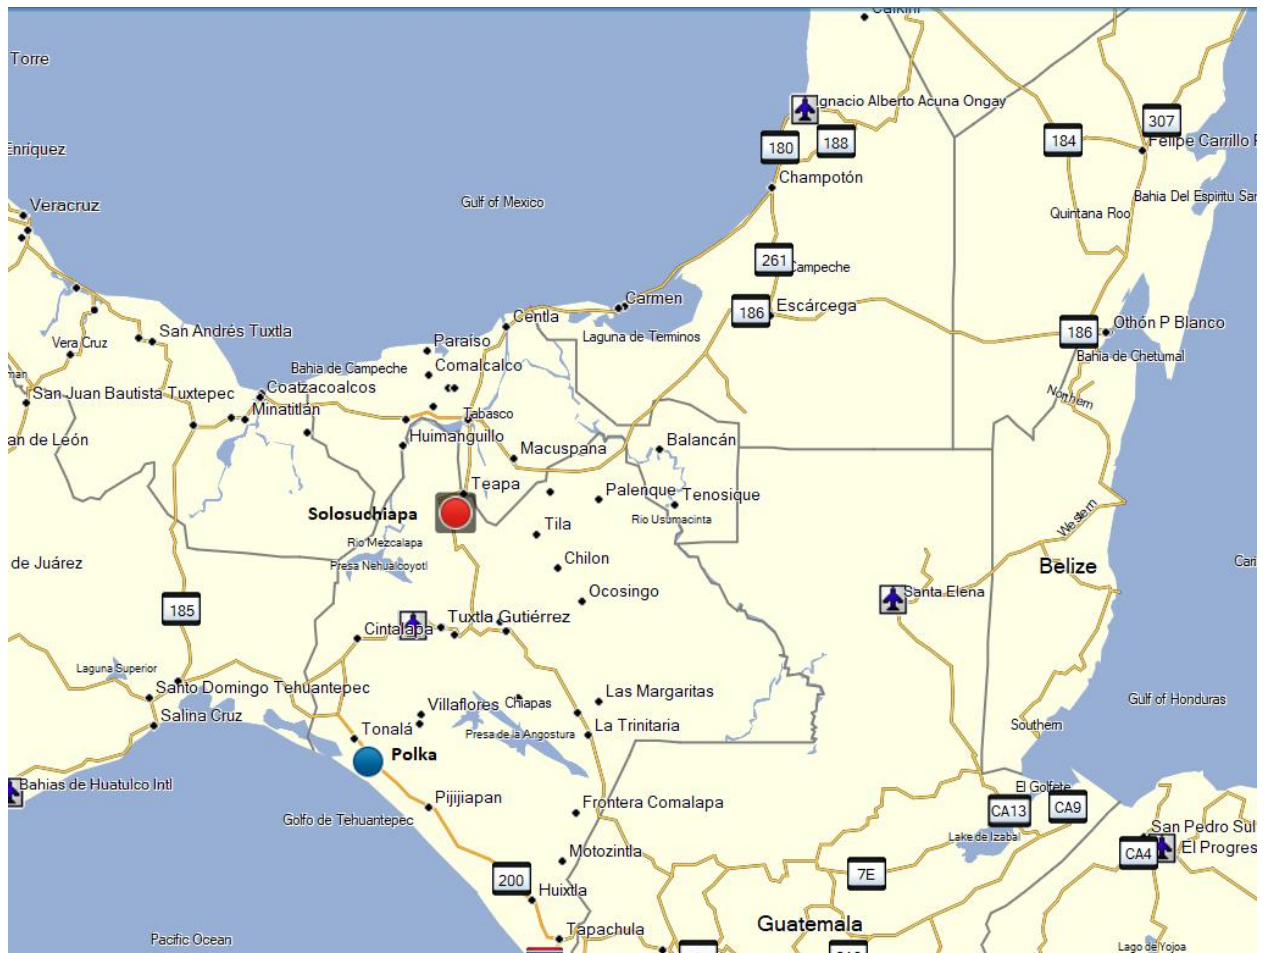 Torre
Ignacio Alberto Acuna Ongay
307
180
188
184
Enriquez
Felipe Carrillo
Champotón
Veracruz
Gulf of Mexico
Bahia Del Espiritu San
Quintana Roo
261
Campeche
Carmen
186
Escárcega
Centla
186
Othón P Blanco
San Andrés Tuxtla
Vera Cruz
Paraíso
Laguna de Terminos
Bahia de Chetumal
Bahia de Campeche
Comalcalco
man
Coatzacoalcos
San Juan Bautista Tuxtepec
Northern
Minatitlán
Tabasco
an de León
Huimanguillo
Balancán
Macuspana
Teapa
Palenque
Tenosique
Solosuchiapa
Rio Usumacinta
Western
Tila
Rio Mezcalapa
Chilon
de Juárez
Presa Nehualcoyotl
Cari
Belize
Ocosingo
Santa Elena
185
Tuxtla Gutiérrez
Cintalapa
Laguna Superior
Santo Domingo Tehuantepec
Las Margaritas
Villaflores
Chiapas
Gulf of Honduras
Salina Cruz
Tonalá
La Trinitaria
Southern
Presa de la Angostura
Polka
Bahias de Huatulco Intl
El Golfete
Pijijiapan
Frontera Comalapa
CA13
CA9
Golfo de Tehuantepec
San Pedro Sul
Lake de Izabal
CA4
El Progres
Motozintla
7E
200
Huixtla
Guatemala
Tapachula
Pacific Ocean
Lago de Yojoa